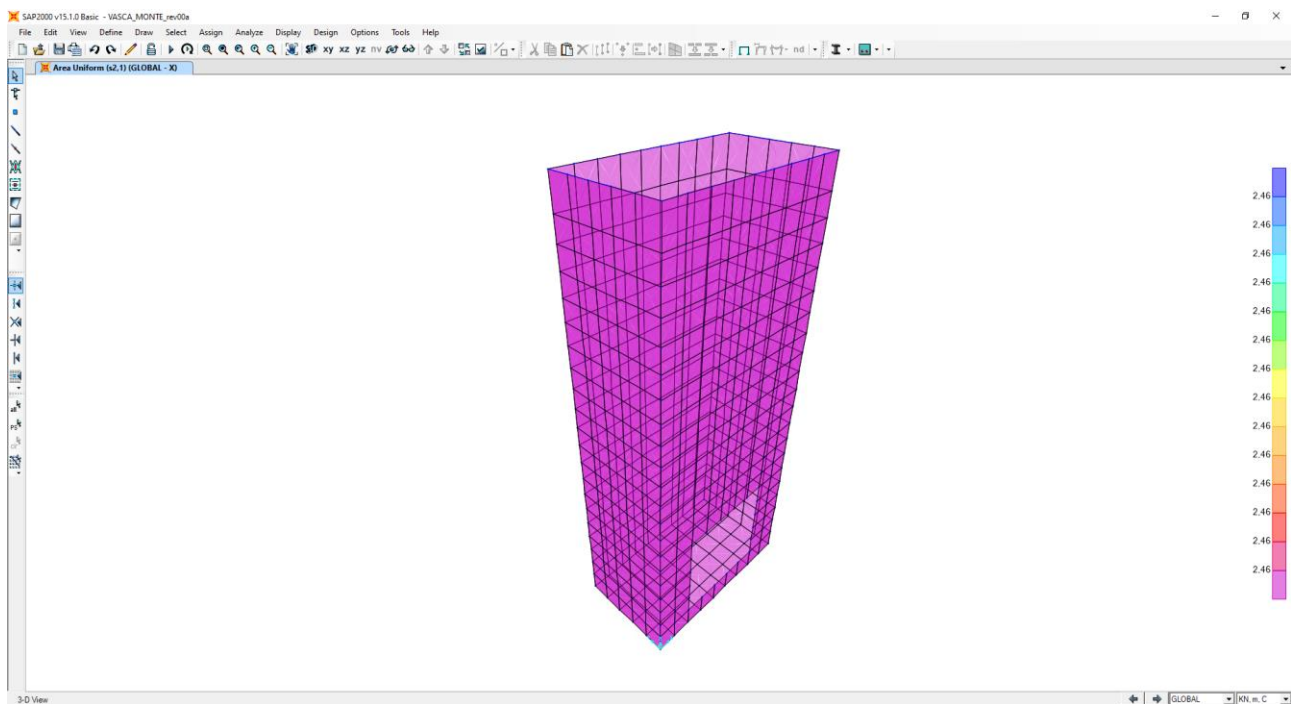 SAP2000 v15.1.0 Basic - VASCA_MONTE_rev00a
File Edit View Define Draw Select Assign Analyze Display Design Options Tools Help
xy xz yz nv nd
Area Uniform (s2,1) (GLOBAL - X)
2.46
2.46
2.46
2.46
2.46
2.46
2.46
2.46
2.46
2.46
2.46
2.46
2.46
2.46
3-D View
GLOBAL
KN, m, C